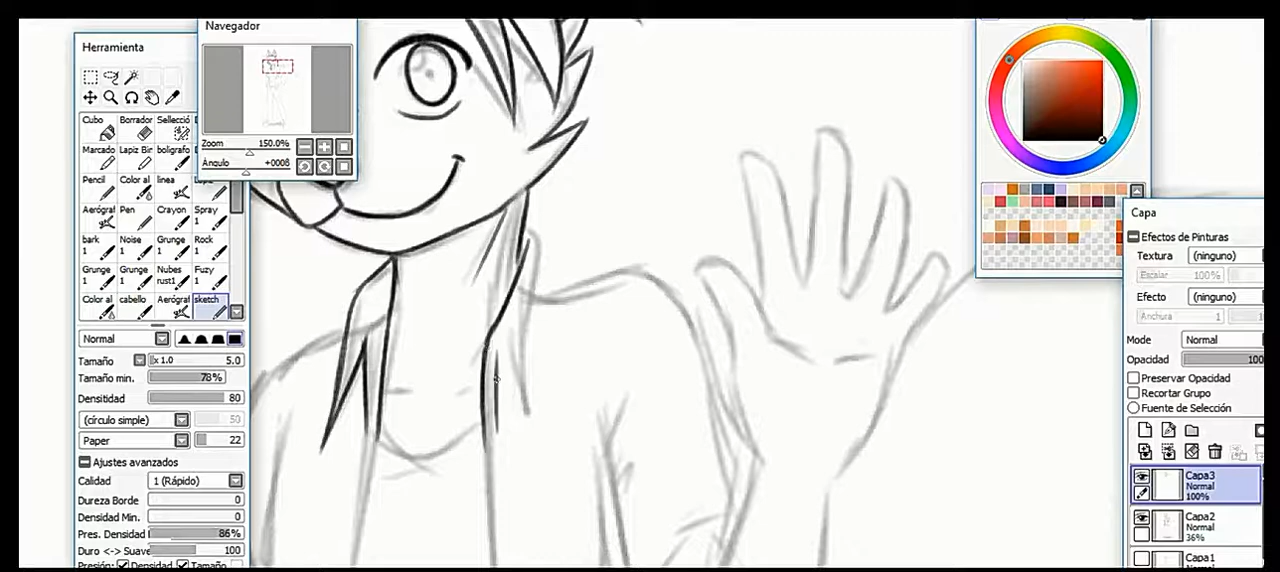 Navegador
Zoom 150.0%
Ángulo +0008
Herramienta
Cubo Borrador Selecció
Marcado Lapiz Bir boligrafo
Pencil Color al linea
Aerógraf Pen Crayon Spray
1
bark Noise Grunge Rock
1 1 1 1
Grunge Grunge Nubes Fuzy
1 1 rust1 1
Color al cabello Aerógraf sketch
Normal
Tamaño x 1.0 5.0
Tamaño min. 78%
Densitidad 80
(círculo simple) 50
Paper 22
Ajustes avanzados
Calidad 1 (Rápido)
Dureza Borde 0
Densidad Min. 0
Pres. Densidad 86%
Duro <-> Suave 100
Presión: Densidad Tamaño
Capa
Efectos de Pinturas
Textura (ninguno)
Escalar 100%
Efecto (ninguno)
Anchura 1
Mode Normal
Opacidad 100
Preservar Opacidad
Recortar Grupo
Fuente de Selección
Capa3
Normal
100%
Capa2
Normal
36%
Capa1